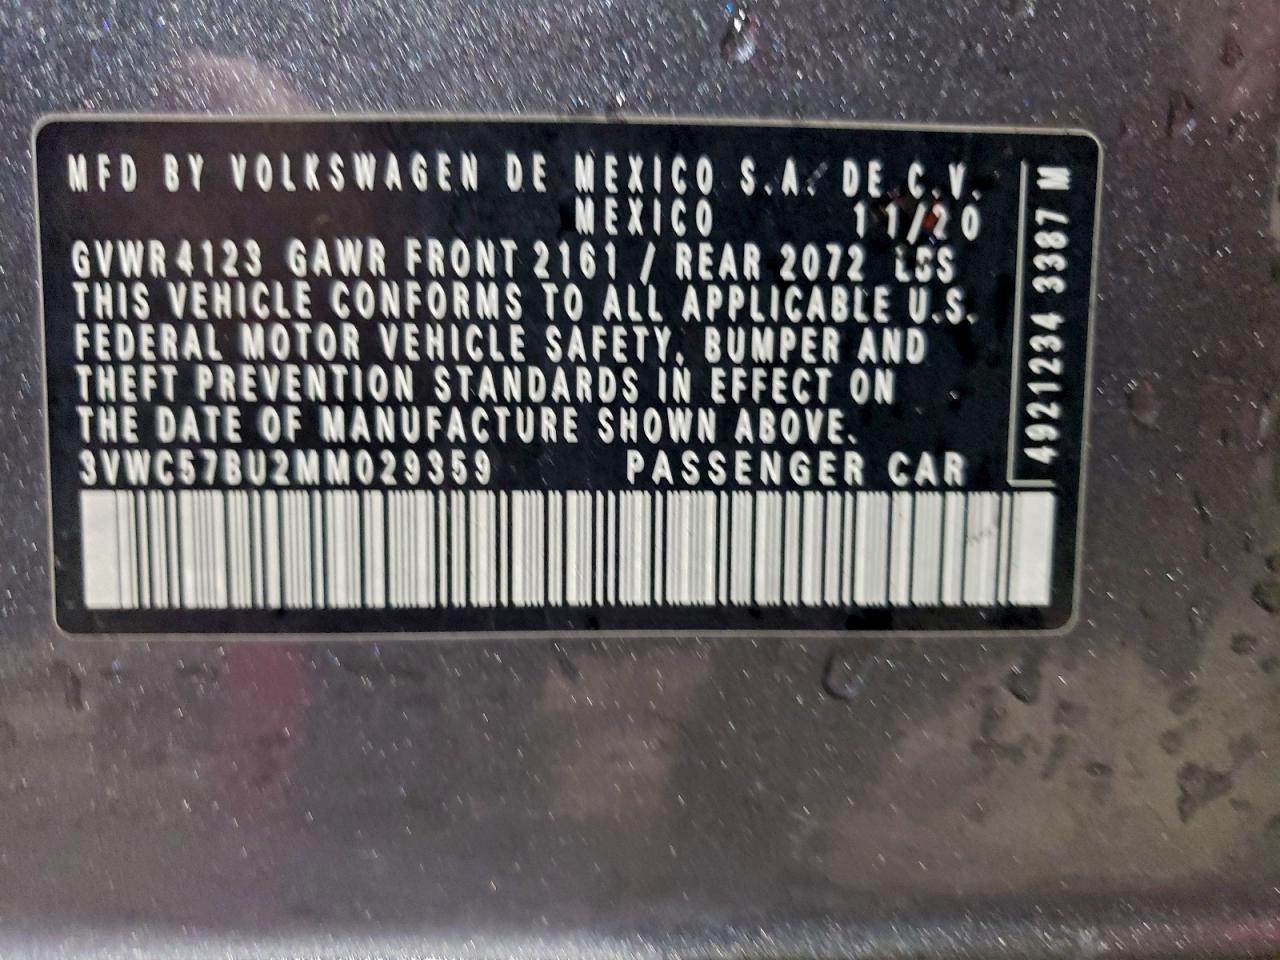 MFD BY VOLKSWAGEN DE MEXICO S.A. DE C.V.
MEXICO 11/20
GVWR 4123 GAWR FRONT 2161 / REAR 2072 LBS
THIS VEHICLE CONFORMS TO ALL APPLICABLE U.S.
FEDERAL MOTOR VEHICLE SAFETY, BUMPER AND
THEFT PREVENTION STANDARDS IN EFFECT ON
THE DATE OF MANUFACTURE SHOWN ABOVE.
3VWC57BU2MM029359 PASSENGER CAR
4921234 3387 M